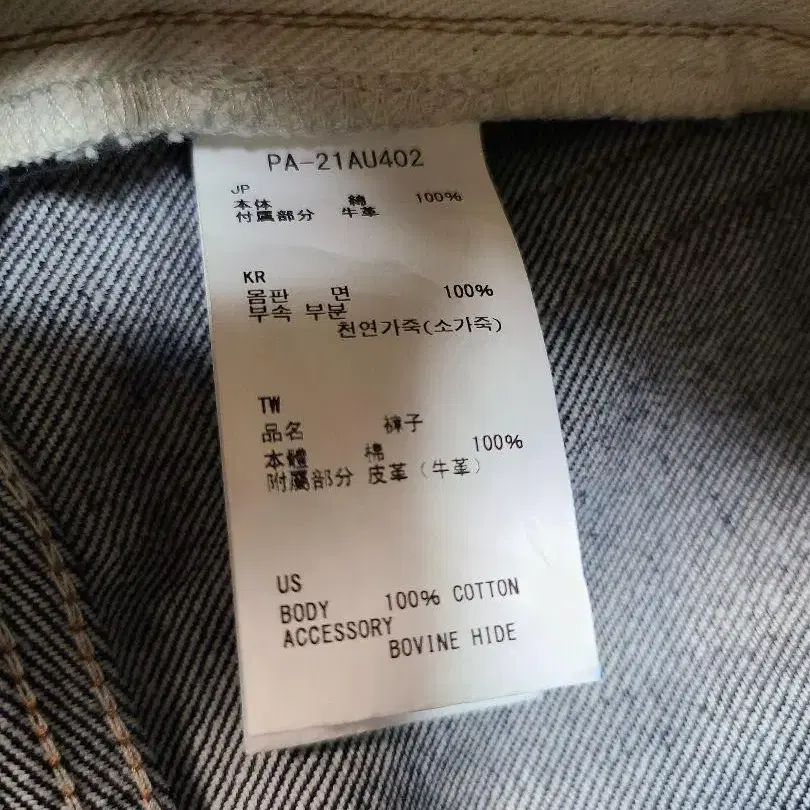 PA-21AU402
JP
本体 綿 100%
付属部分 牛革
KR
몸판 면 100%
부속 부분
천연가죽(소가죽)
TW
品名 褲子
本體 棉 100%
附屬部分 皮革（牛革）
US
BODY 100% COTTON
ACCESSORY
BOVINE HIDE